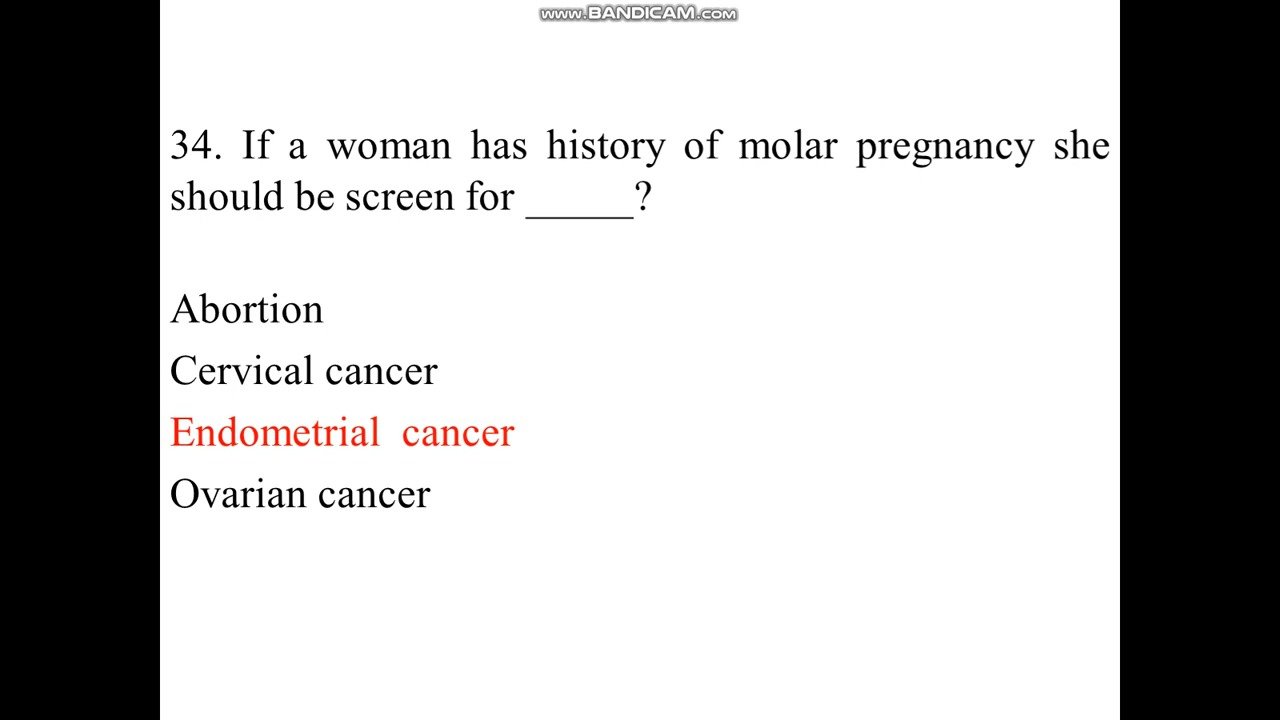 www.BANDICAM.com
34. If a woman has history of molar pregnancy she
should be screen for _____?
Abortion
Cervical cancer
Endometrial cancer
Ovarian cancer